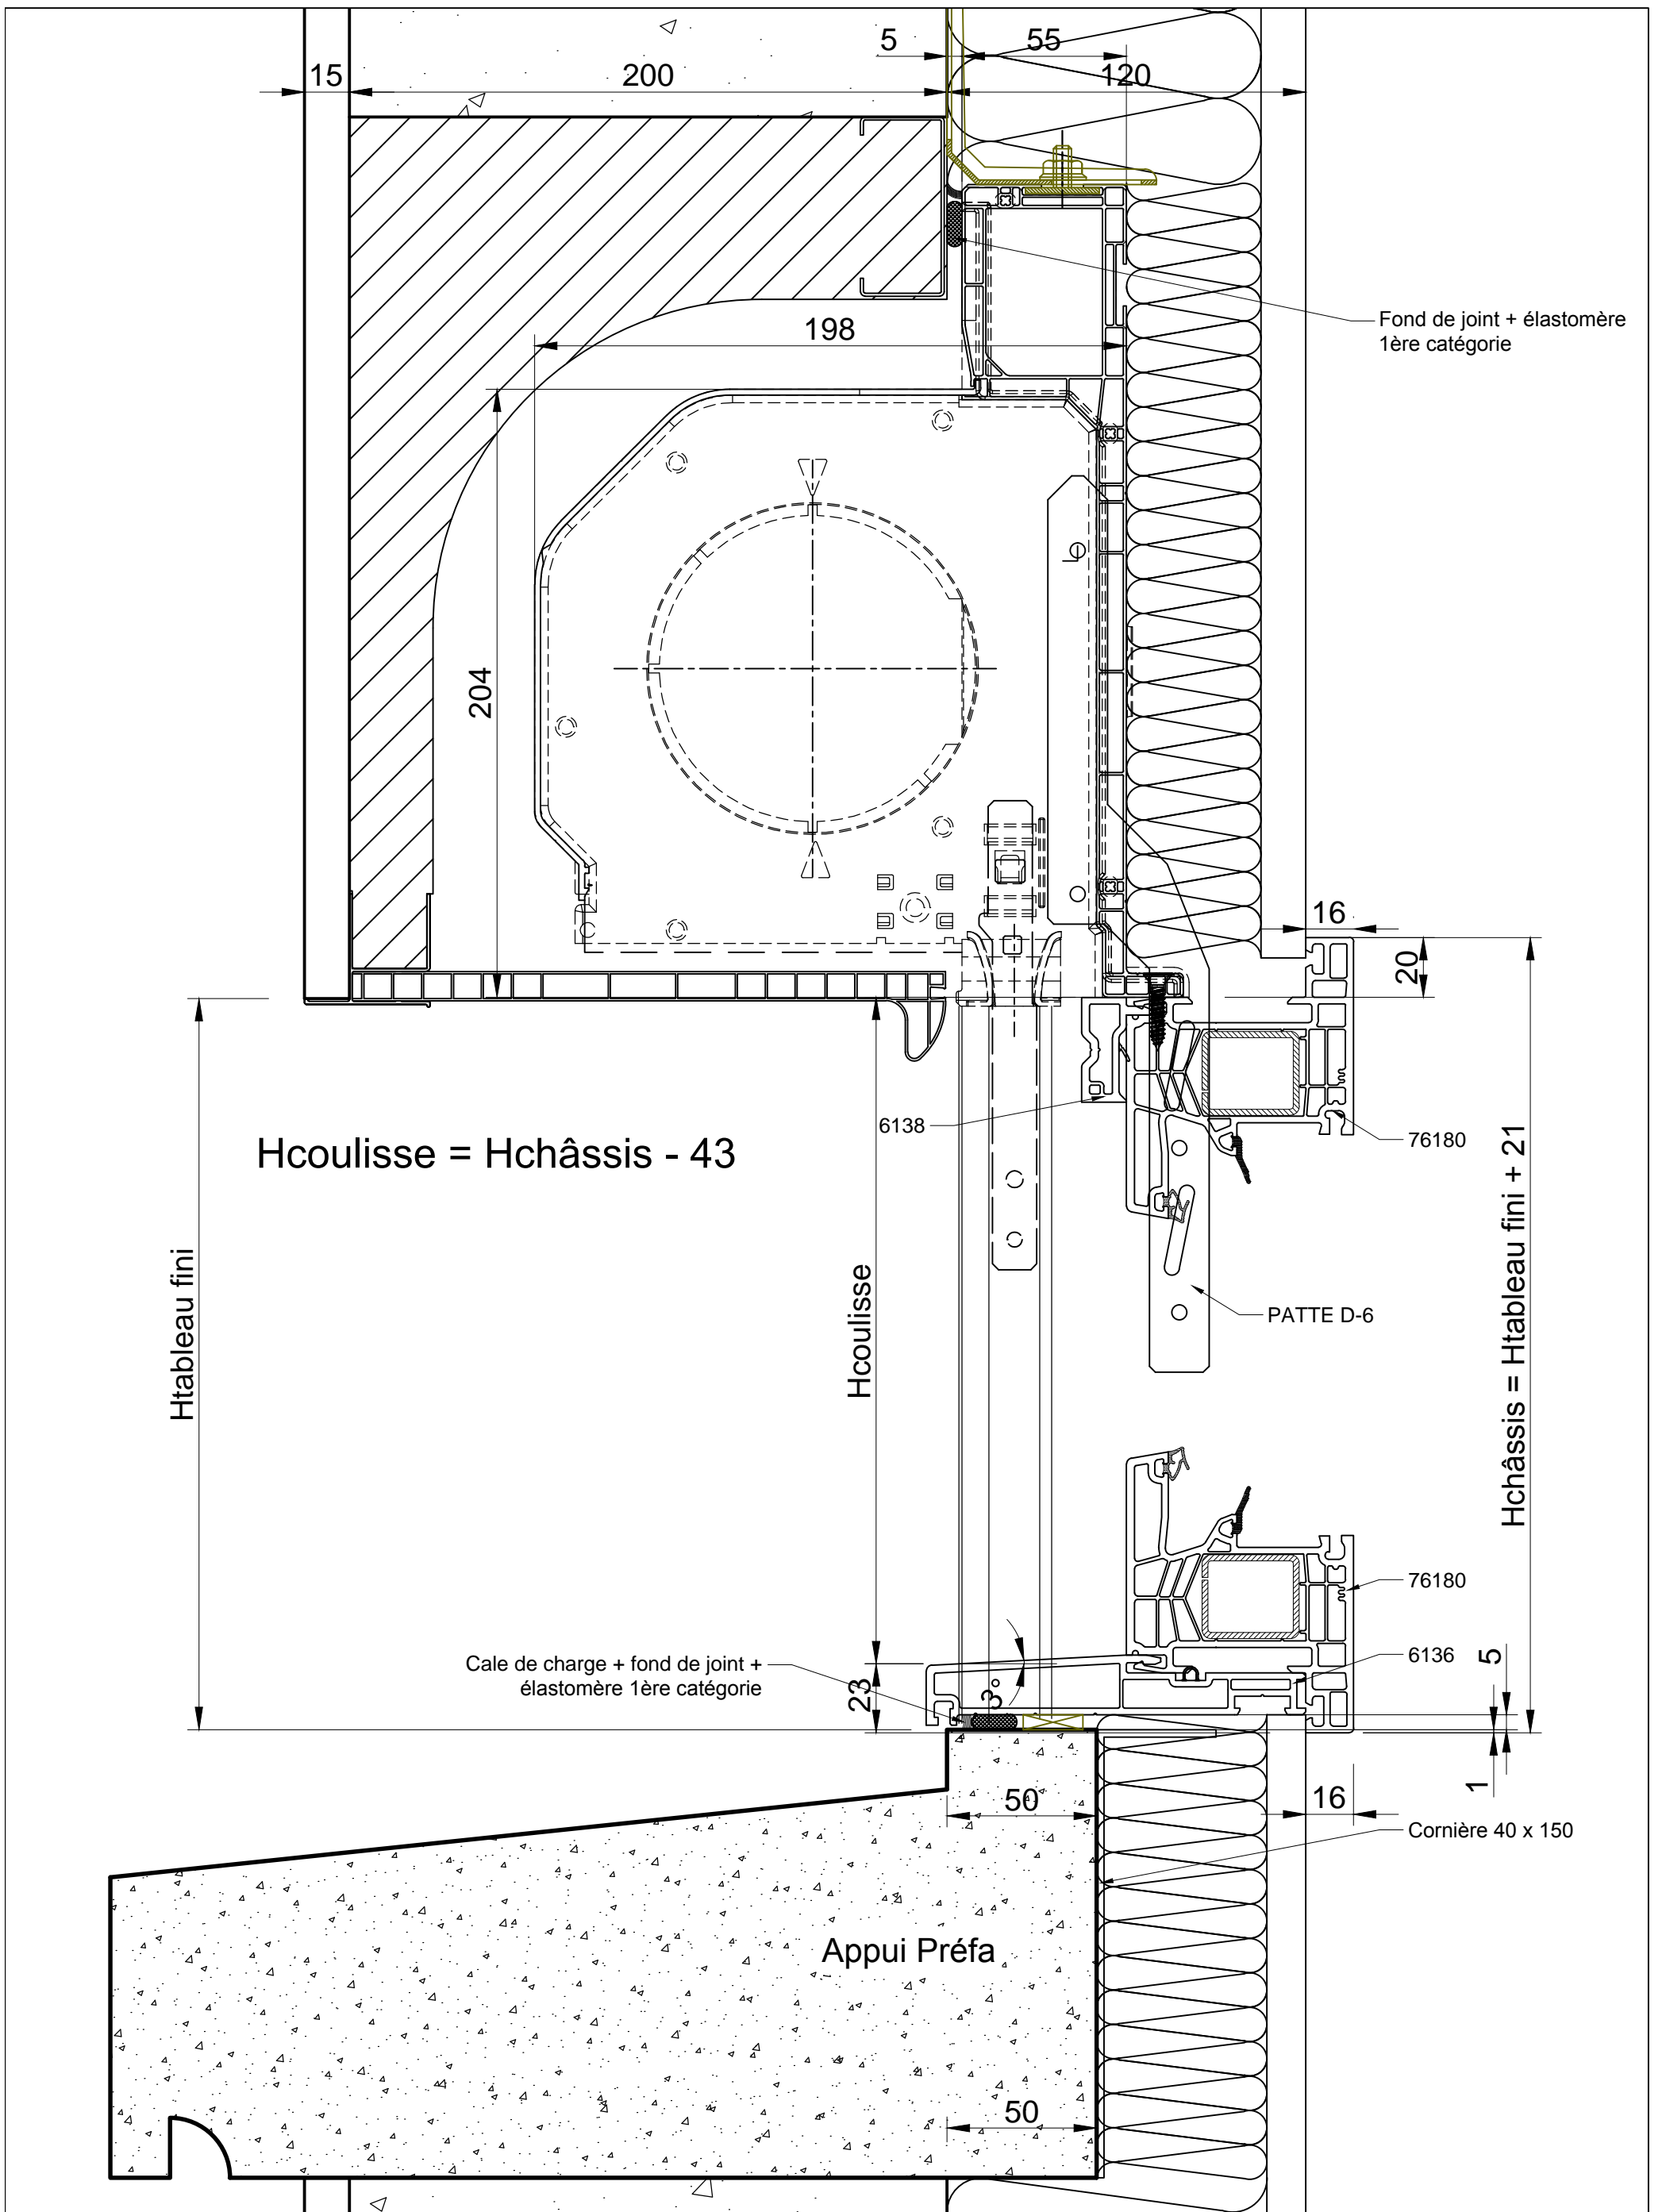 5
55
15
200
120
Fond de joint + élastomère
1ère catégorie
198
204
16
20
6138
76180
Hcoulisse = Hchâssis - 43
Htableau fini
Hcoulisse
PATTE D-6
Hchâssis = Htableau fini + 21
76180
Cale de charge + fond de joint +
élastomère 1ère catégorie
23
3°
6136
5
1
50
16
Cornière 40 x 150
Appui Préfa
50